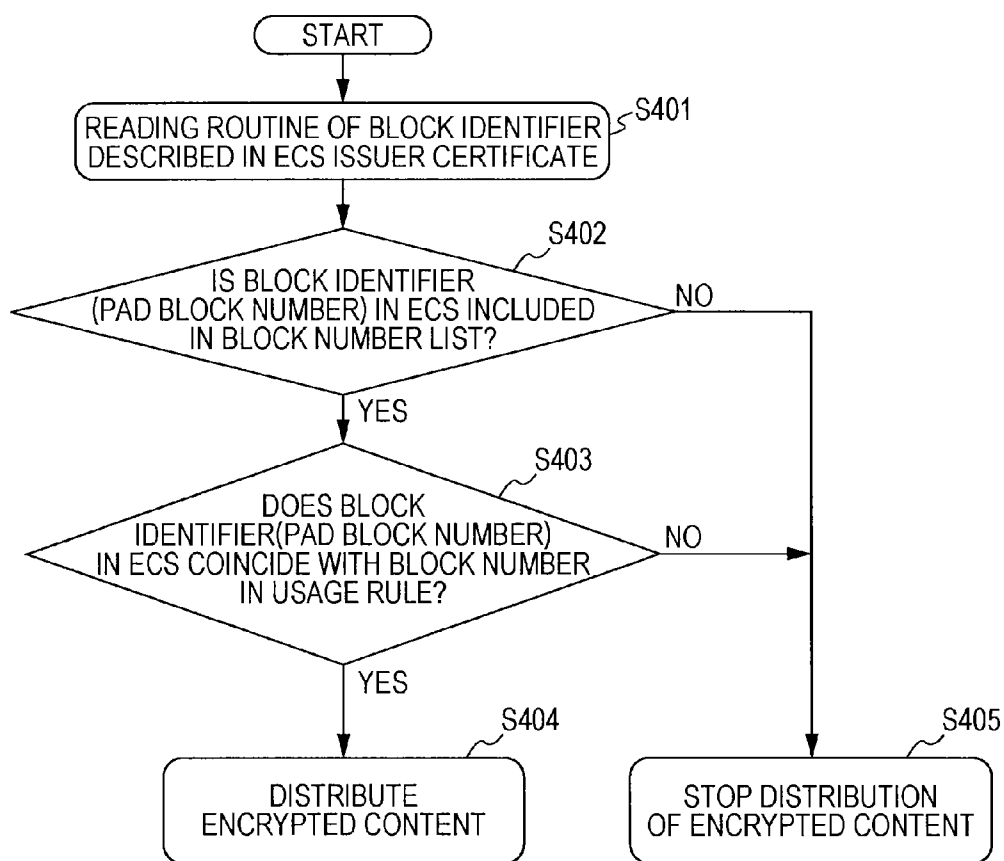 START
S401
READING ROUTINE OF BLOCK IDENTIFIER
DESCRIBED IN ECS ISSUER CERTIFICATE
S402
IS BLOCK IDENTIFIER
(PAD BLOCK NUMBER) IN ECS INCLUDED
IN BLOCK NUMBER LIST?
NO
YES
S403
DOES BLOCK
IDENTIFIER(PAD BLOCK NUMBER)
IN ECS COINCIDE WITH BLOCK NUMBER
IN USAGE RULE?
NO
YES
S404
DISTRIBUTE
ENCRYPTED CONTENT
S405
STOP DISTRIBUTION
OF ENCRYPTED CONTENT